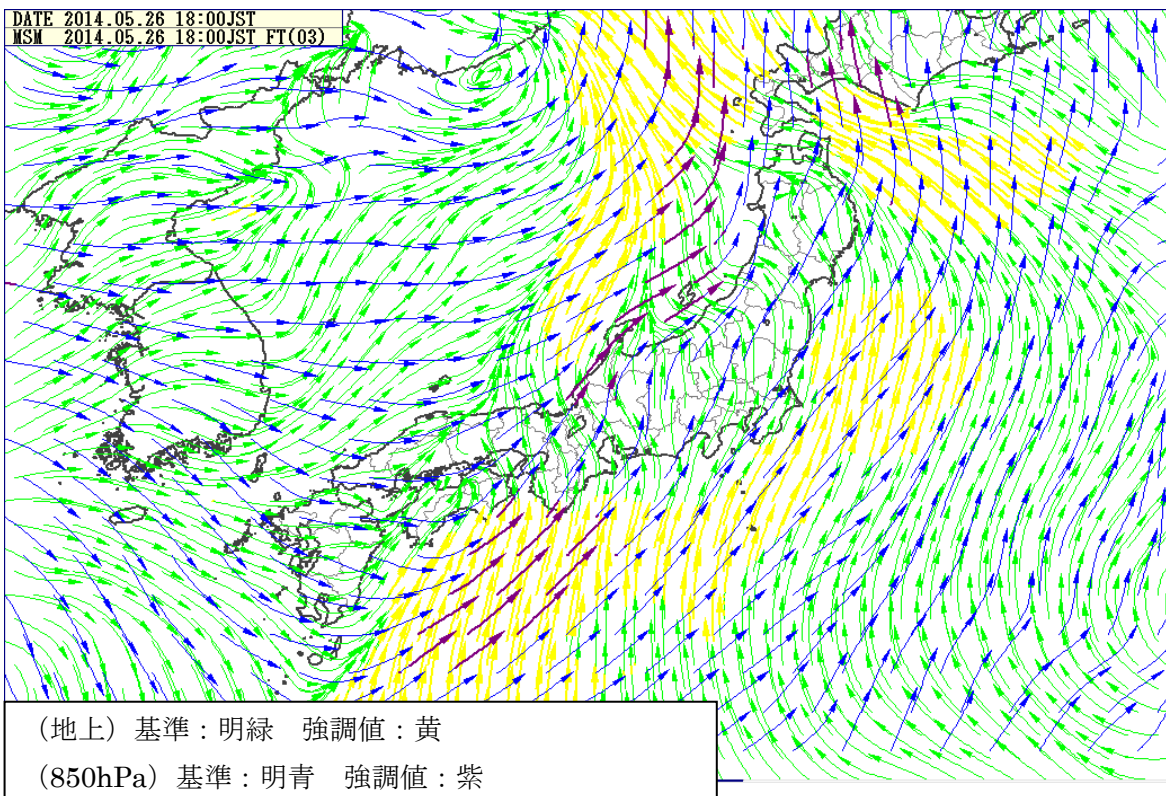 DATE 2014.05.26 18:00JST
MSM 2014.05.26 18:00JST FT(03)
（地上）基準：明緑　強調値：黄
（850hPa）基準：明青　強調値：紫